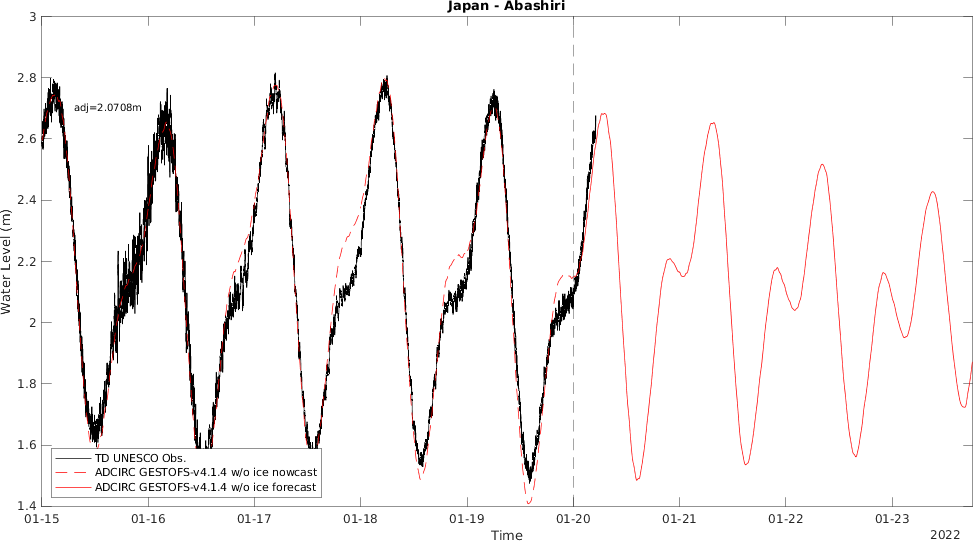 Japan - Abashiri
3
2.8
2.6
2.4
2.2
2
1.8
1.6
1.4
Water Level (m)
adj=2.0708m
TD UNESCO Obs.
ADCIRC GESTOFS-v4.1.4 w/o ice nowcast
ADCIRC GESTOFS-v4.1.4 w/o ice forecast
01-15 01-16 01-17 01-18 01-19 01-20 01-21 01-22 01-23
Time
2022